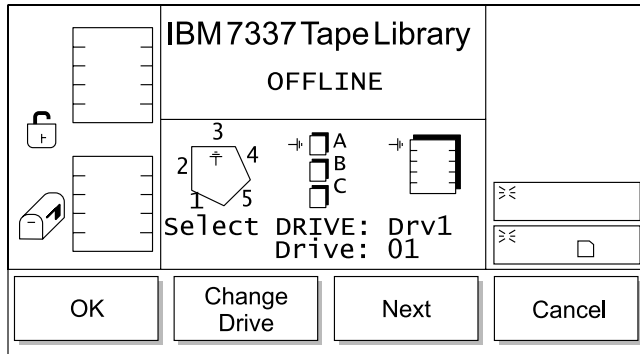 IBM 7337 Tape Library
OFFLINE
3
2
4
1
5
A
B
C
Select DRIVE: Drv1
Drive: 01
OK
Change
Drive
Next
Cancel